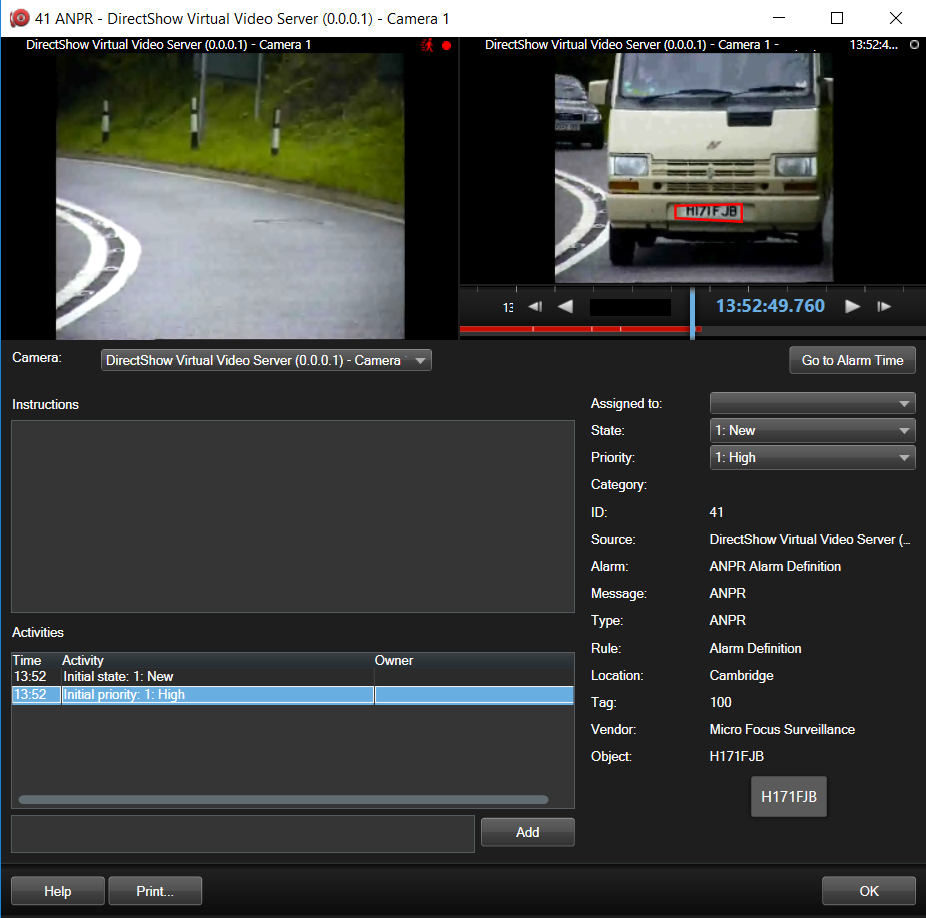 41 ANPR - DirectShow Virtual Video Server (0.0.0.1) - Camera 1
DirectShow Virtual Video Server (0.0.0.1) - Camera 1
DirectShow Virtual Video Server (0.0.0.1) - Camera 1 -
13:52:4...
H171FJB
13
13:52:49.760
Camera:
DirectShow Virtual Video Server (0.0.0.1) - Camera
Go to Alarm Time
Instructions
Assigned to:
State: 1: New
Priority: 1: High
Category:
ID: 41
Source: DirectShow Virtual Video Server (...
Alarm: ANPR Alarm Definition
Message: ANPR
Type: ANPR
Rule: Alarm Definition
Location: Cambridge
Tag: 100
Vendor: Micro Focus Surveillance
Object: H171FJB
H171FJB
Activities
Time Activity Owner
13:52 Initial state: 1: New
13:52 Initial priority: 1: High
Add
Help
Print...
OK